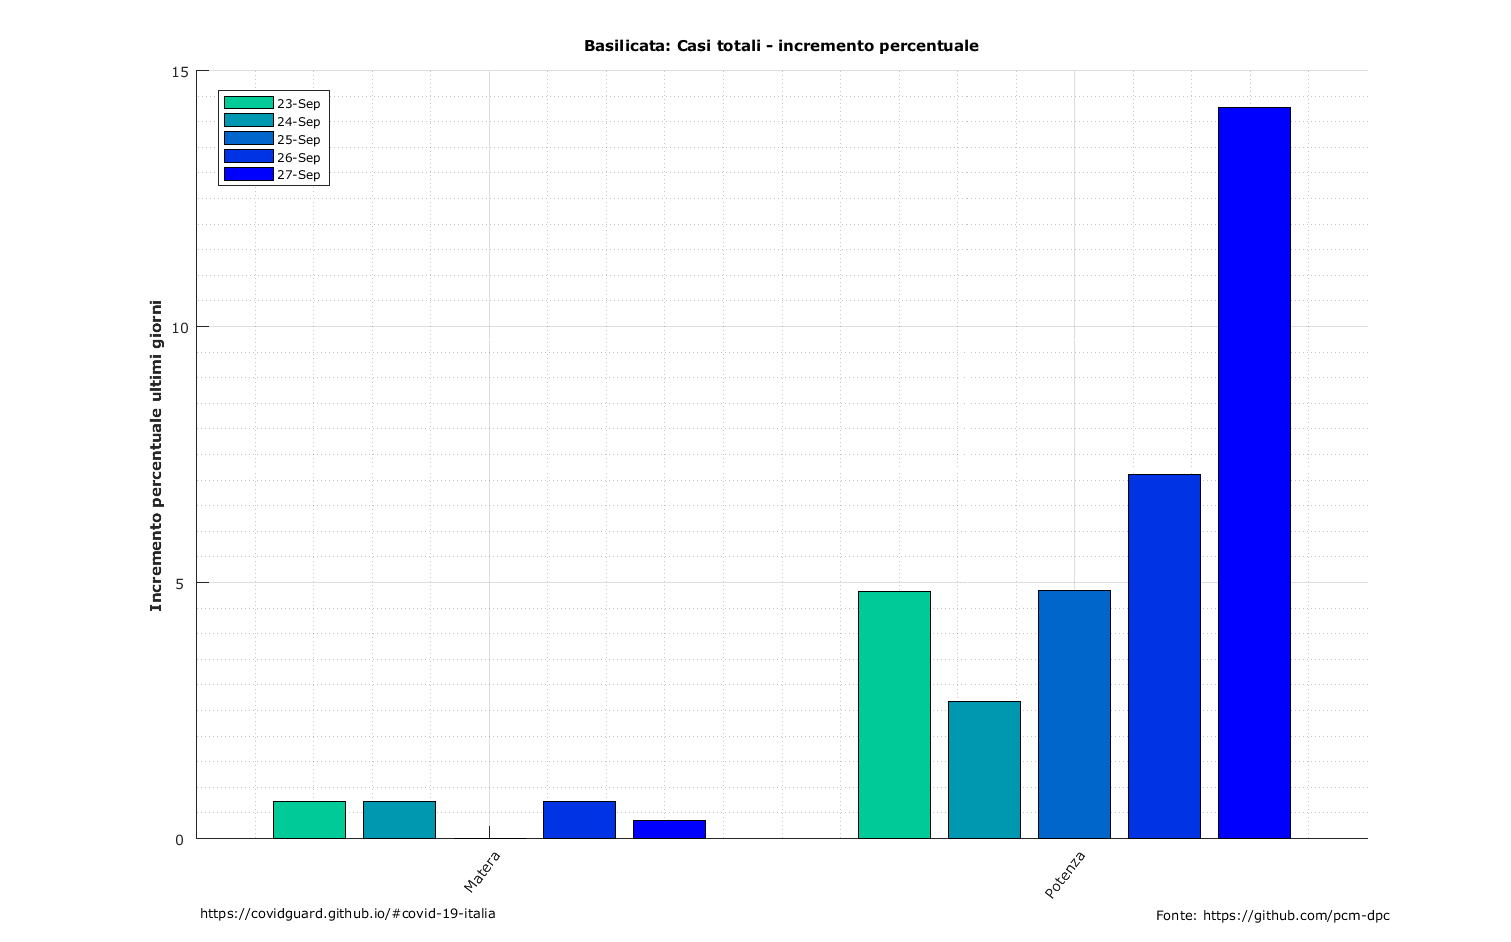 Basilicata: Casi totali - incremento percentuale
15
10
5
0
Incremento percentuale ultimi giorni
23-Sep
24-Sep
25-Sep
26-Sep
27-Sep
Matera
Potenza
https://covidguard.github.io/#covid-19-italia
Fonte: https://github.com/pcm-dpc